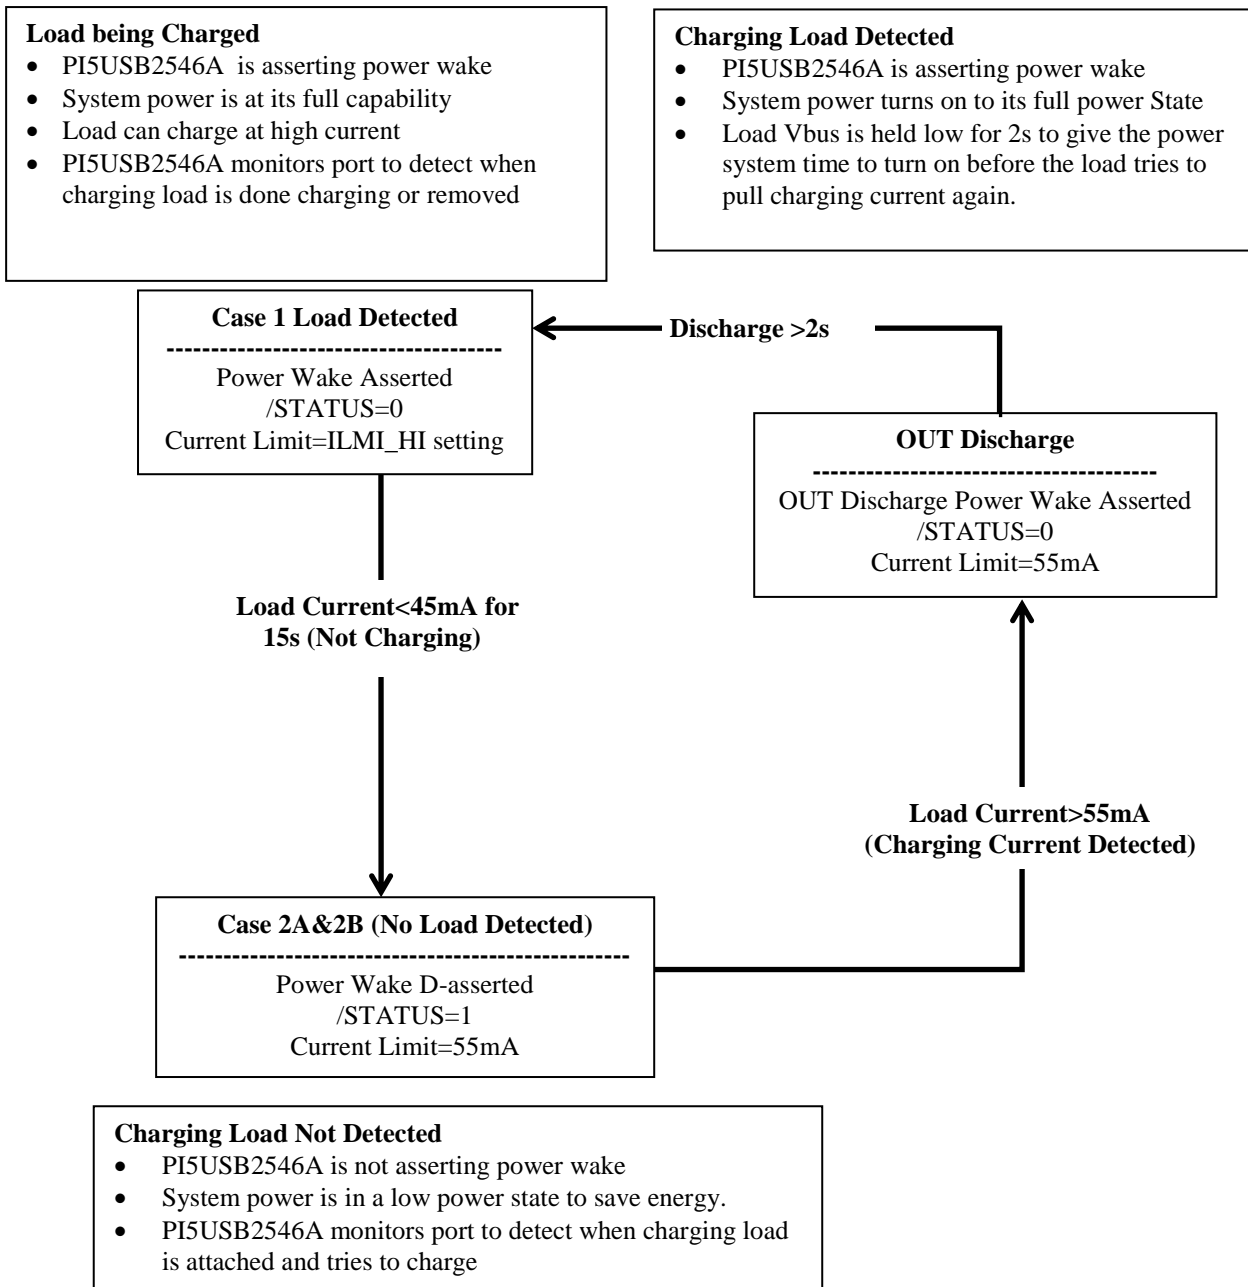 Load being Charged
• PI5USB2546A is asserting power wake
• System power is at its full capability
• Load can charge at high current
• PI5USB2546A monitors port to detect when
charging load is done charging or removed
Charging Load Detected
• PI5USB2546A is asserting power wake
• System power turns on to its full power State
• Load Vbus is held low for 2s to give the power
system time to turn on before the load tries to
pull charging current again.
Case 1 Load Detected
--------------------------------------
Power Wake Asserted
/STATUS=0
Current Limit=ILMI_HI setting
Discharge >2s
OUT Discharge
---------------------------------------
OUT Discharge Power Wake Asserted
/STATUS=0
Current Limit=55mA
Load Current<45mA for
15s (Not Charging)
Load Current>55mA
(Charging Current Detected)
Case 2A&2B (No Load Detected)
---------------------------------------------------
Power Wake D-asserted
/STATUS=1
Current Limit=55mA
Charging Load Not Detected
• PI5USB2546A is not asserting power wake
• System power is in a low power state to save energy.
• PI5USB2546A monitors port to detect when charging load
is attached and tries to charge